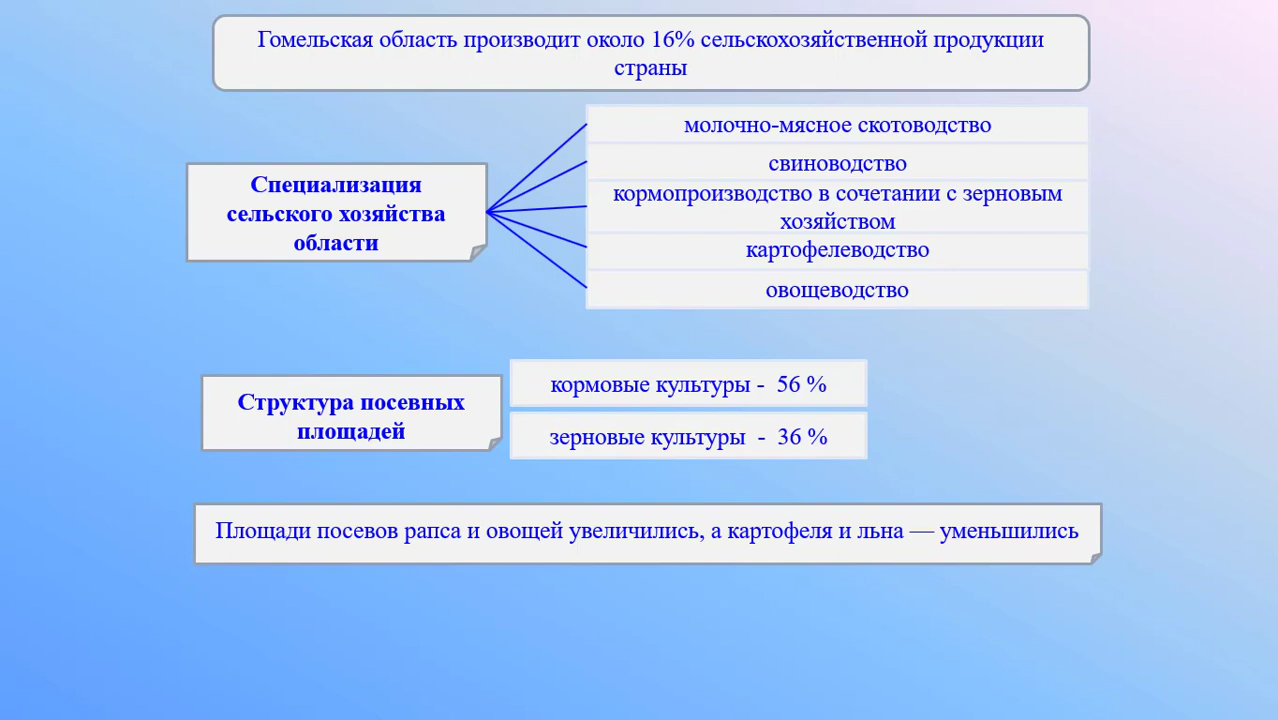 Гомельская область производит около 16% сельскохозяйственной продукции
страны
Специализация
сельского хозяйства
области
молочно-мясное скотоводство
свиноводство
кормопроизводство в сочетании с зерновым
хозяйством
картофелеводство
овощеводство
Структура посевных
площадей
кормовые культуры - 56 %
зерновые культуры - 36 %
Площади посевов рапса и овощей увеличились, а картофеля и льна — уменьшились